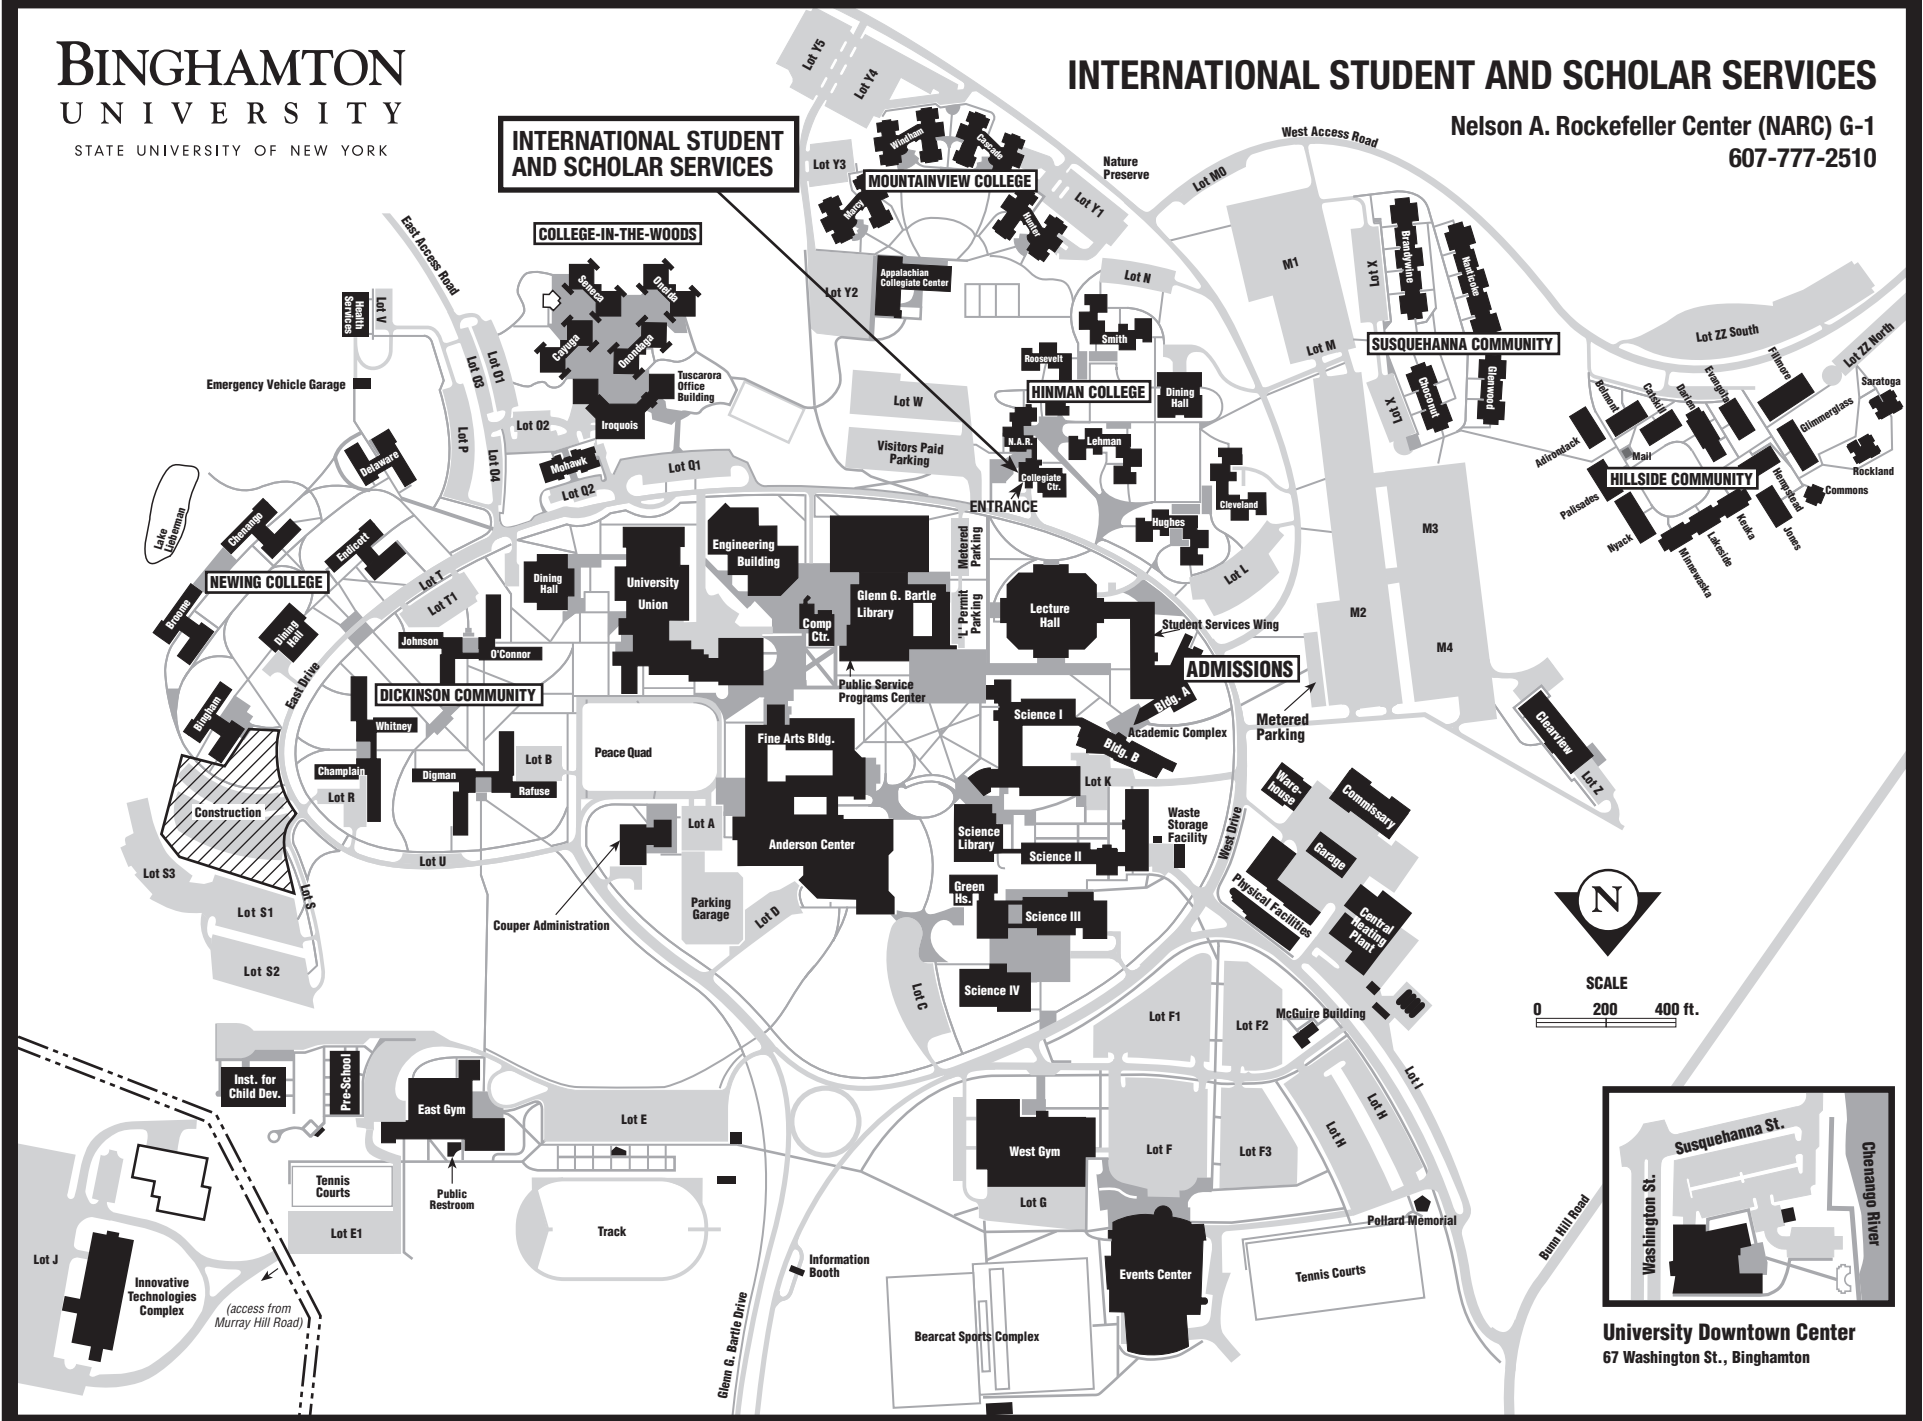 BINGHAMTON
UNIVERSITY
STATE UNIVERSITY OF NEW YORK
INTERNATIONAL STUDENT AND SCHOLAR SERVICES
Nelson A. Rockefeller Center (NARC) G-1
607-777-2510
INTERNATIONAL STUDENT
AND SCHOLAR SERVICES
Lot Y5
Lot Y4
Windham
Cascade
Lot Y3
MOUNTAINVIEW COLLEGE
Marcy
Hunter
Lot Y1
Nature
Preserve
West Access Road
Lot M0
East Access Road
COLLEGE-IN-THE-WOODS
Seneca
Oneida
Cayuga
Onondaga
Tuscarora
Office
Building
Iroquois
Mohawk
Health
Services
Lot V
Emergency Vehicle Garage
Lot O3
Lot O1
Lot O2
Lot P
Lot O4
Lot Q1
Lot Q2
Lot Y2
Appalachian
Collegiate Center
Lot N
Smith
Roosevelt
HINMAN COLLEGE
Dining
Hall
Lot W
Visitors Paid
Parking
N.A.R.
Lehman
Collegiate
Ctr.
ENTRANCE
Cleveland
Hughes
Lot L
M1
Lot M
Lot X
Lot X
Brandywine
Nanticoke
SUSQUEHANNA COMMUNITY
Choconut
Glenwood
M3
M2
M4
Lot ZZ South
Lot ZZ North
Saratoga
Fillmore
Evangola
Darien
Catskill
Belmont
Glimmerglass
Adirondack
Mail
Rockland
HILLSIDE COMMUNITY
Commons
Palisades
Hempstead
Nyack
Jones
Keuka
Lakeside
Minnewaska
Delaware
Lake
Lieberman
Chenango
Endicott
NEWING COLLEGE
Broome
Dining
Hall
Bingham
Lot T
Lot T1
East Drive
Johnson
O'Connor
DICKINSON COMMUNITY
Whitney
Champlain
Lot R
Digman
Rafuse
Lot B
Construction
Lot S3
Lot S
Lot S1
Lot S2
Lot U
Dining
Hall
University
Union
Engineering
Building
Comp
Ctr.
Glenn G. Bartle
Library
Metered
Parking
'L' Permit
Parking
Lecture
Hall
Student Services Wing
ADMISSIONS
Public Service
Programs Center
Bldg. A
Academic Complex
Bldg. B
Metered
Parking
Clearview
Lot Z
Peace Quad
Fine Arts Bldg.
Science I
Lot K
Lot A
Anderson Center
Science
Library
Science II
Waste
Storage
Facility
West Drive
Ware-
house
Commissary
Garage
Physical Facilities
Central
Heating
Plant
Couper Administration
Parking
Garage
Lot D
Green
Hs.
Science III
Science IV
Lot C
Lot F1
Lot F2
McGuire Building
N
SCALE
0 200 400 ft.
Inst. for
Child Dev.
Pre-School
East Gym
Public
Restroom
Lot E
Tennis
Courts
Lot E1
Track
Lot J
Innovative
Technologies
Complex
(access from
Murray Hill Road)
Glenn G. Bartle Drive
Information
Booth
West Gym
Lot G
Lot F
Lot F3
Lot H
Lot H
Lot I
Pollard Memorial
Events Center
Tennis Courts
Bearcat Sports Complex
Bunn Hill Road
Susquehanna St.
Washington St.
Chenango River
University Downtown Center
67 Washington St., Binghamton